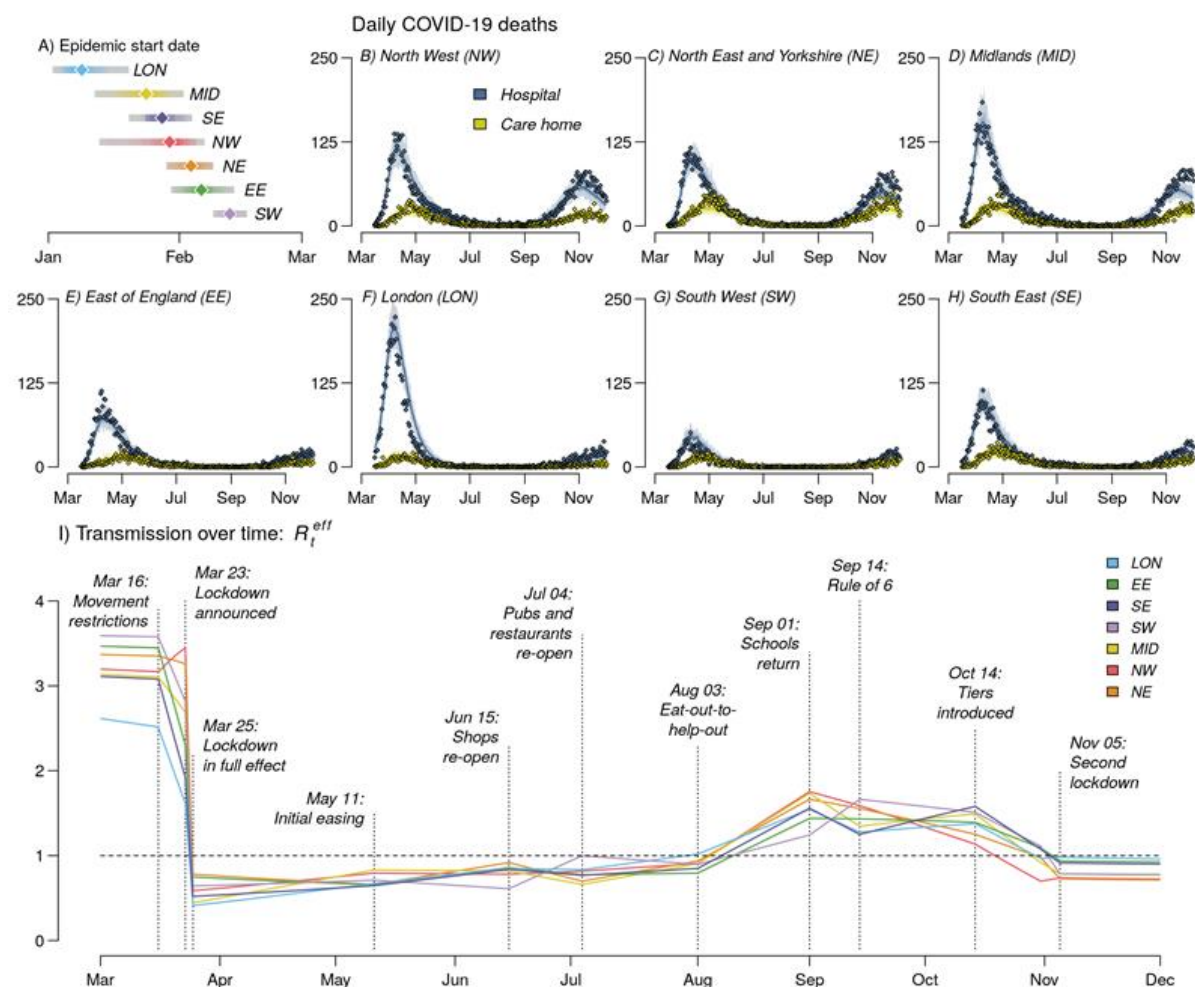 Daily COVID-19 deaths
A) Epidemic start date
LON
MID
SE
NW
NE
EE
SW
Jan Feb Mar
B) North West (NW)
250
125
0
Hospital
Care home
Mar May Jul Sep Nov
C) North East and Yorkshire (NE)
250
125
0
Mar May Jul Sep Nov
D) Midlands (MID)
250
125
0
Mar May Jul Sep Nov
E) East of England (EE)
250
125
0
Mar May Jul Sep Nov
F) London (LON)
250
125
0
Mar May Jul Sep Nov
G) South West (SW)
250
125
0
Mar May Jul Sep Nov
H) South East (SE)
250
125
0
Mar May Jul Sep Nov
I) Transmission over time: R_t^eff
4
3
2
1
0
Mar 16:
Movement
restrictions
Mar 23:
Lockdown
announced
Mar 25:
Lockdown
in full effect
May 11:
Initial easing
Jun 15:
Shops
re-open
Jul 04:
Pubs and
restaurants
re-open
Aug 03:
Eat-out-to-
help-out
Sep 01:
Schools
return
Sep 14:
Rule of 6
Oct 14:
Tiers
introduced
Nov 05:
Second
lockdown
LON
EE
SE
SW
MID
NW
NE
Mar Apr May Jun Jul Aug Sep Oct Nov Dec